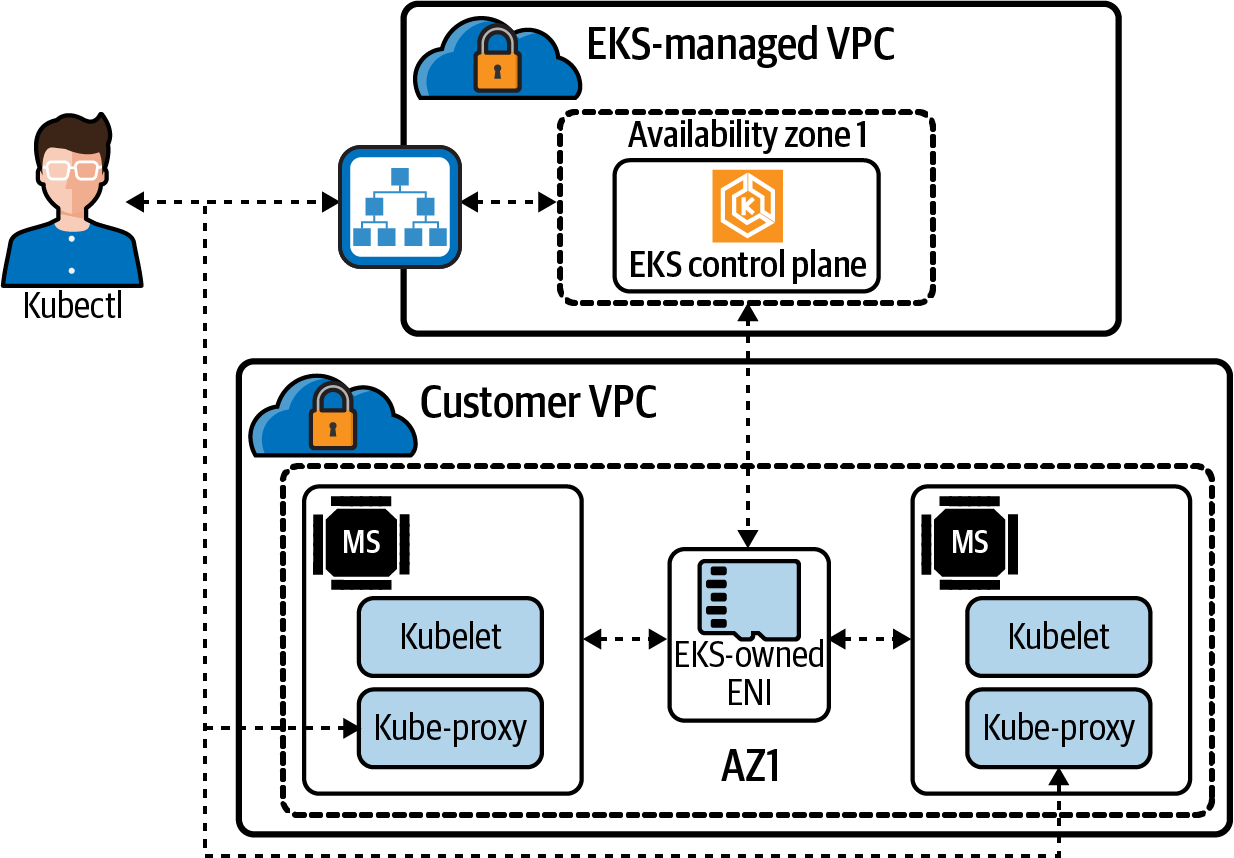 EKS-managed VPC
Availability zone 1
K
EKS control plane
Kubectl
Customer VPC
MS
MS
Kubelet
Kubelet
EKS-owned
ENI
Kube-proxy
Kube-proxy
AZ1